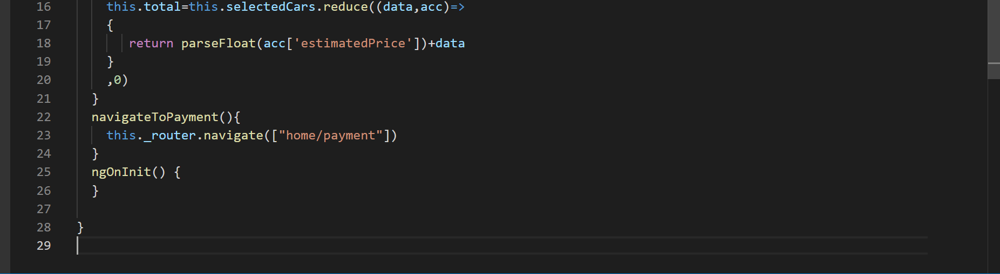 16 this.total=this.selectedCars.reduce((data,acc)=>
17 {
18 return parseFloat(acc['estimatedPrice'])+data
19 }
20 ,0)
21 }
22 navigateToPayment(){
23 this._router.navigate(["home/payment"])
24 }
25 ngOnInit() {
26 }
27
28 }
29